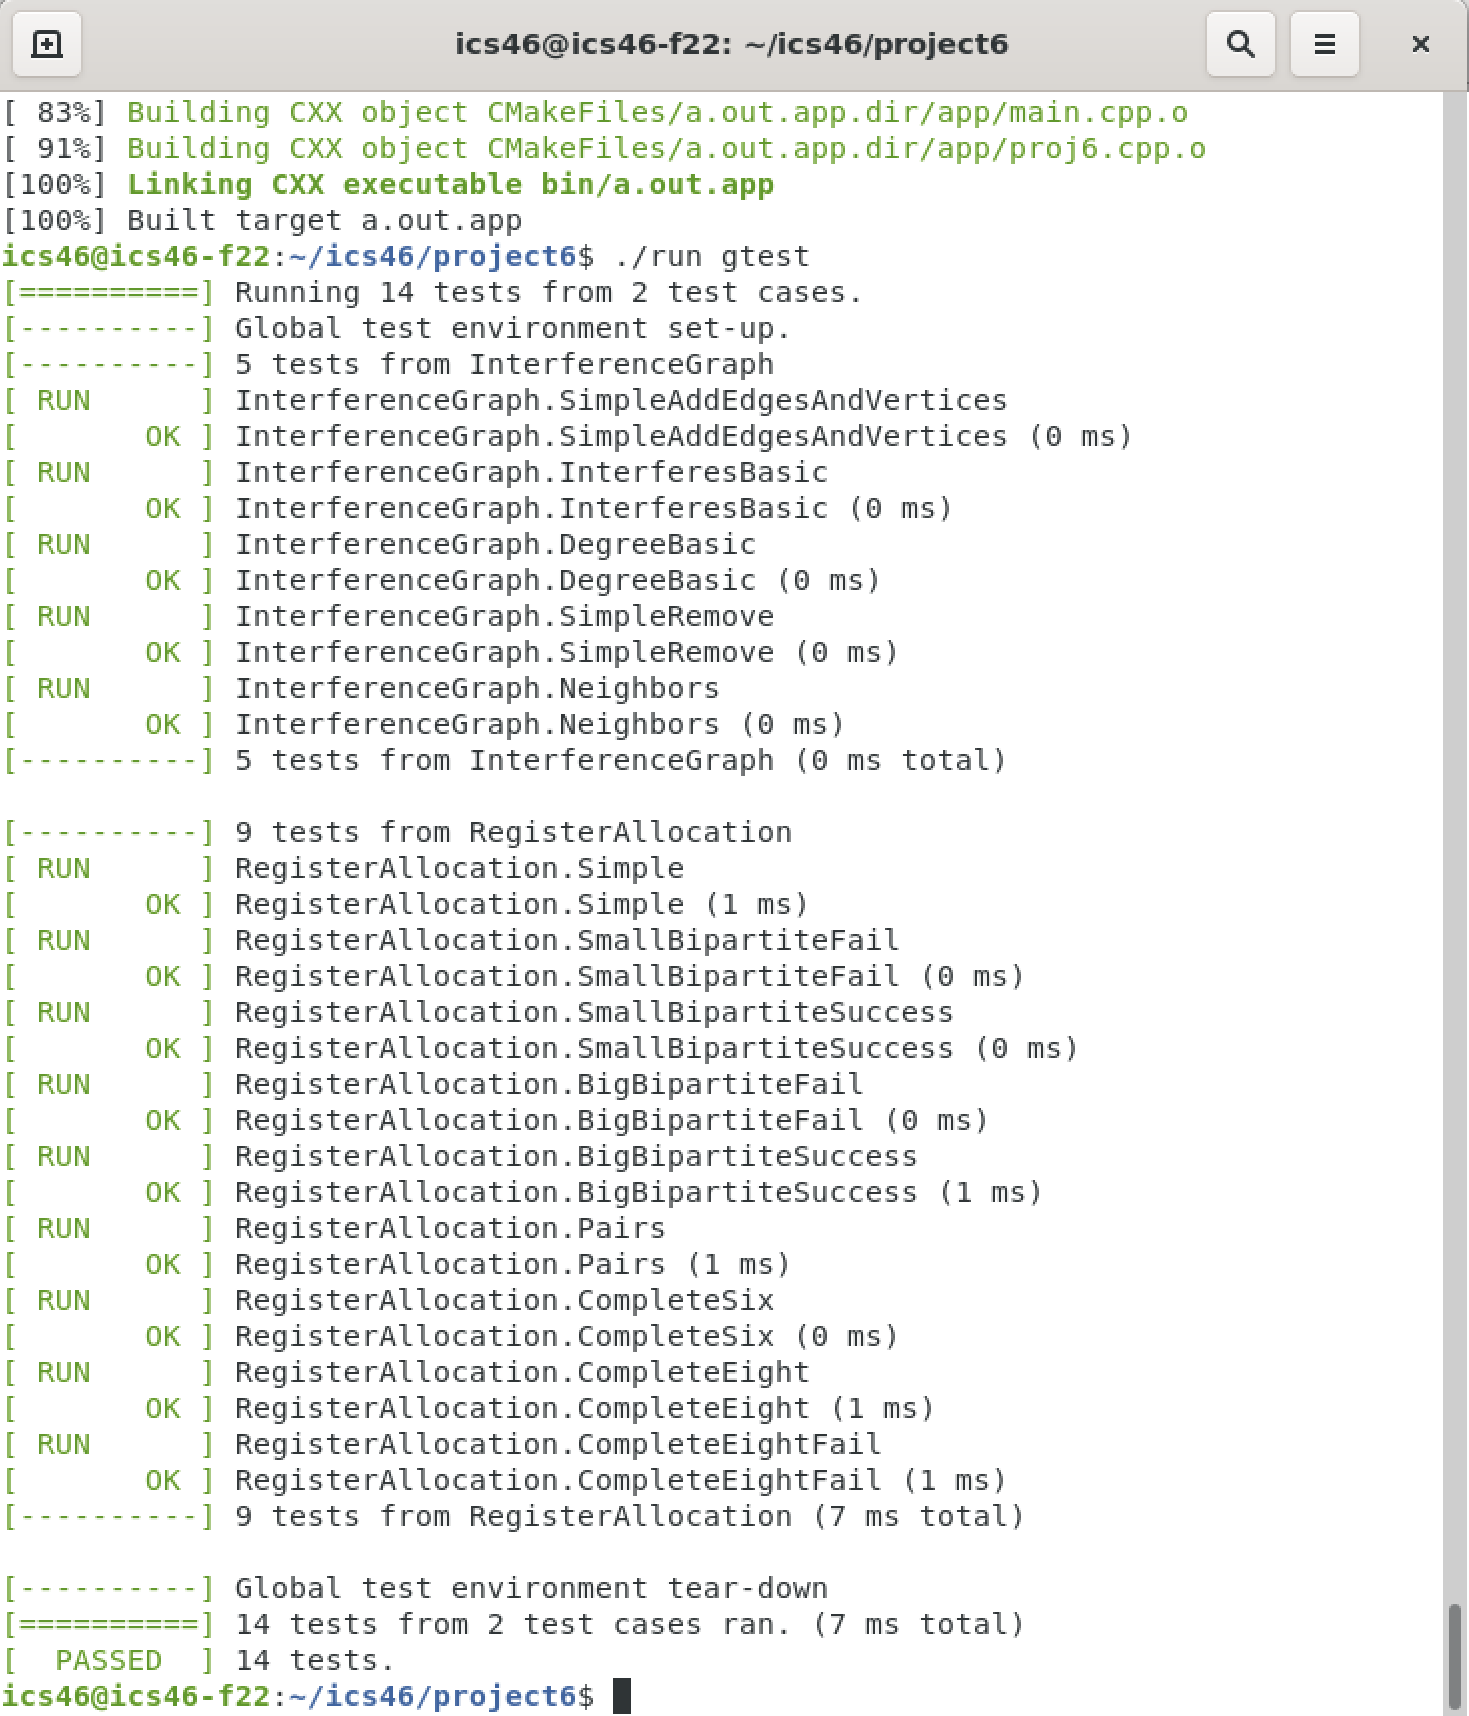 ics46@ics46-f22: ~/ics46/project6
[ 83%] Building CXX object CMakeFiles/a.out.app.dir/app/main.cpp.o
[ 91%] Building CXX object CMakeFiles/a.out.app.dir/app/proj6.cpp.o
[100%] Linking CXX executable bin/a.out.app
[100%] Built target a.out.app
ics46@ics46-f22:~/ics46/project6$ ./run gtest
[==========] Running 14 tests from 2 test cases.
[----------] Global test environment set-up.
[----------] 5 tests from InterferenceGraph
[ RUN      ] InterferenceGraph.SimpleAddEdgesAndVertices
[       OK ] InterferenceGraph.SimpleAddEdgesAndVertices (0 ms)
[ RUN      ] InterferenceGraph.InterferesBasic
[       OK ] InterferenceGraph.InterferesBasic (0 ms)
[ RUN      ] InterferenceGraph.DegreeBasic
[       OK ] InterferenceGraph.DegreeBasic (0 ms)
[ RUN      ] InterferenceGraph.SimpleRemove
[       OK ] InterferenceGraph.SimpleRemove (0 ms)
[ RUN      ] InterferenceGraph.Neighbors
[       OK ] InterferenceGraph.Neighbors (0 ms)
[----------] 5 tests from InterferenceGraph (0 ms total)
[----------] 9 tests from RegisterAllocation
[ RUN      ] RegisterAllocation.Simple
[       OK ] RegisterAllocation.Simple (1 ms)
[ RUN      ] RegisterAllocation.SmallBipartiteFail
[       OK ] RegisterAllocation.SmallBipartiteFail (0 ms)
[ RUN      ] RegisterAllocation.SmallBipartiteSuccess
[       OK ] RegisterAllocation.SmallBipartiteSuccess (0 ms)
[ RUN      ] RegisterAllocation.BigBipartiteFail
[       OK ] RegisterAllocation.BigBipartiteFail (0 ms)
[ RUN      ] RegisterAllocation.BigBipartiteSuccess
[       OK ] RegisterAllocation.BigBipartiteSuccess (1 ms)
[ RUN      ] RegisterAllocation.Pairs
[       OK ] RegisterAllocation.Pairs (1 ms)
[ RUN      ] RegisterAllocation.CompleteSix
[       OK ] RegisterAllocation.CompleteSix (0 ms)
[ RUN      ] RegisterAllocation.CompleteEight
[       OK ] RegisterAllocation.CompleteEight (1 ms)
[ RUN      ] RegisterAllocation.CompleteEightFail
[       OK ] RegisterAllocation.CompleteEightFail (1 ms)
[----------] 9 tests from RegisterAllocation (7 ms total)
[----------] Global test environment tear-down
[==========] 14 tests from 2 test cases ran. (7 ms total)
[  PASSED  ] 14 tests.
ics46@ics46-f22:~/ics46/project6$